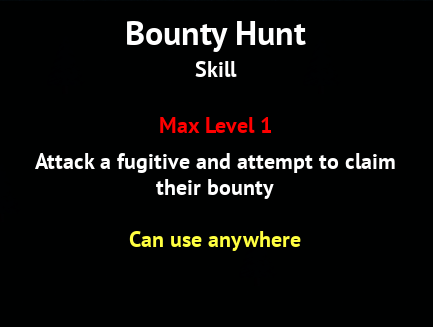 Bounty Hunt
Skill
Max Level 1
Attack a fugitive and attempt to claim
their bounty
Can use anywhere